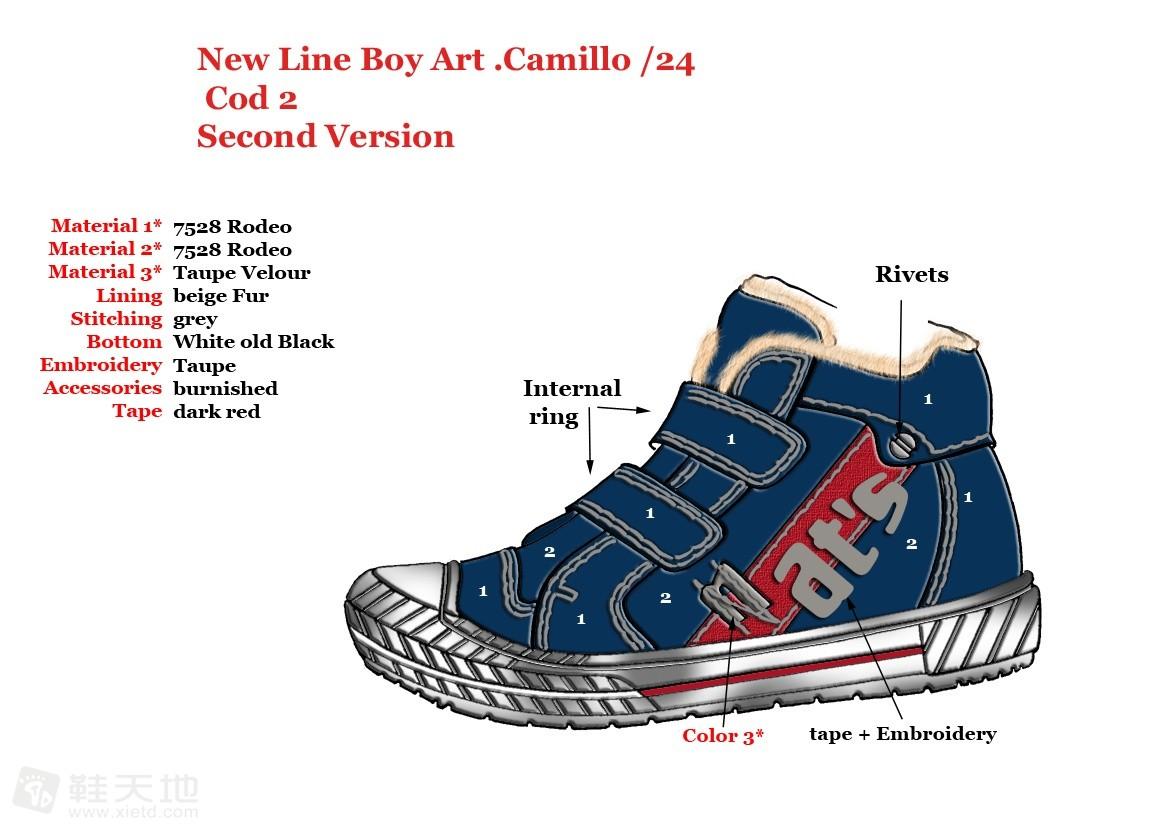 New Line Boy Art .Camillo /24
Cod 2
Second Version
Material 1* 7528 Rodeo
Material 2* 7528 Rodeo
Material 3* Taupe Velour
Lining beige Fur
Stitching grey
Bottom White old Black
Embroidery Taupe
Accessories burnished
Tape dark red
Rivets
Internal
ring
1
1
1
1
2
2
1
1
2
Nat's
Color 3*
tape + Embroidery
鞋天地
www.xietd.com